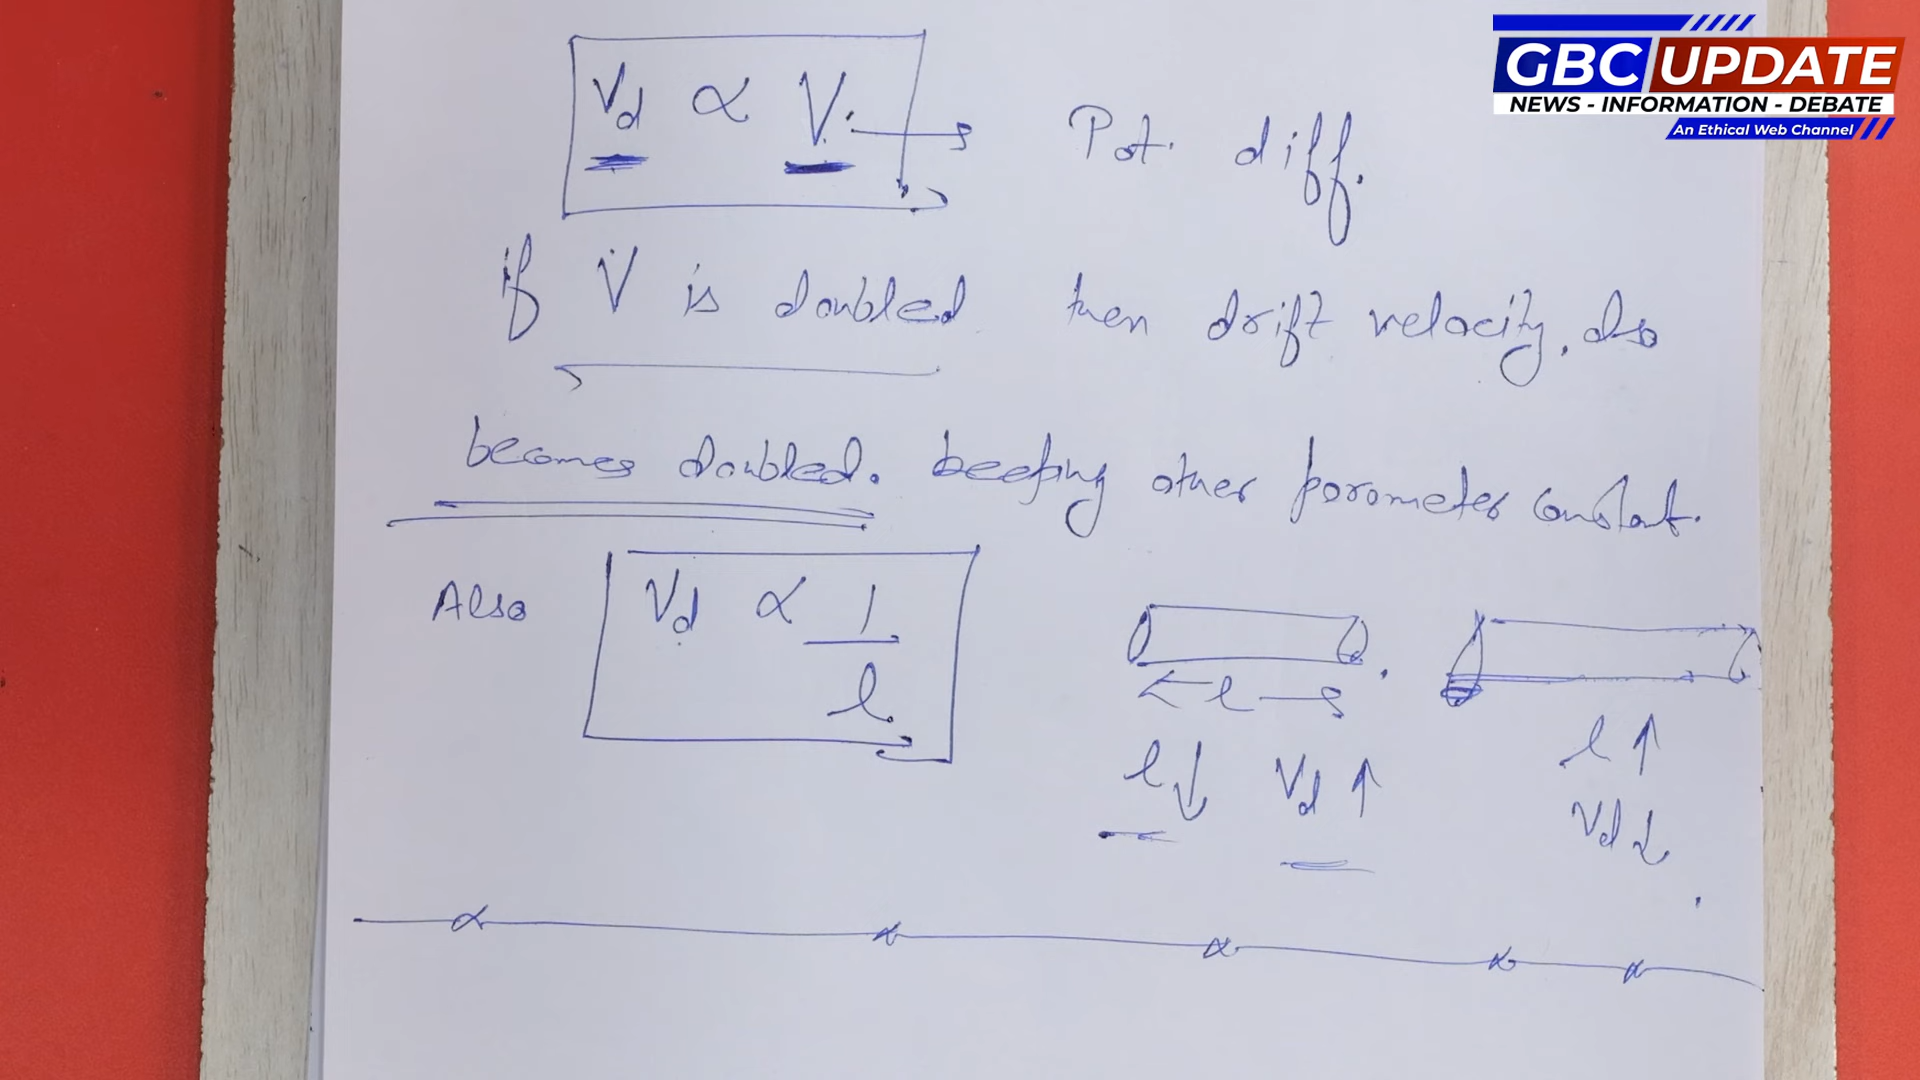 GBC UPDATE
NEWS - INFORMATION - DEBATE
An Ethical Web Channel
Vd ∝ V → Pot. diff.
if V is doubled then drift velocity, also
becomes doubled. keeping other parameter constant.
Also Vd ∝ 1/l
← l →
l ↓ Vd ↑
l ↑
Vd ↓